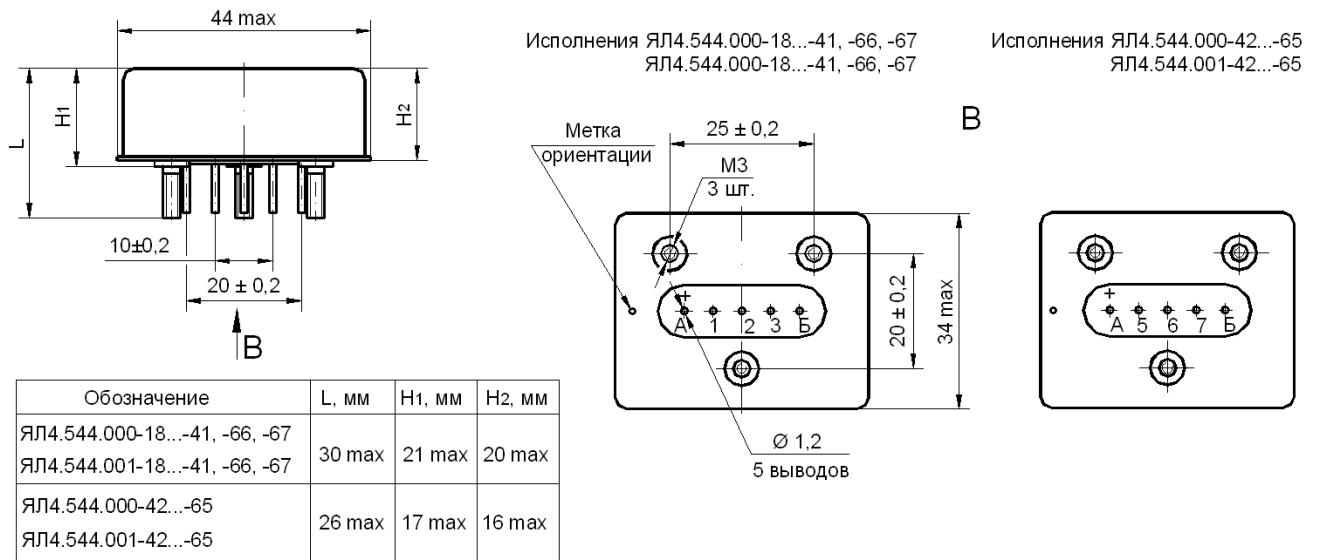 44 max
L
H1
H2
10±0,2
20 ± 0,2
В
Исполнения ЯЛ4.544.000-18...-41, -66, -67
ЯЛ4.544.000-18...-41, -66, -67
Исполнения ЯЛ4.544.000-42...-65
ЯЛ4.544.001-42...-65
В
Метка
ориентации
25 ± 0,2
М3
3 шт.
+
А 1 2 3 Б
20 ± 0,2
34 max
Ø 1,2
5 выводов
+
А 5 6 7 Б
Обозначение L, мм H1, мм H2, мм
ЯЛ4.544.000-18...-41, -66, -67
ЯЛ4.544.001-18...-41, -66, -67
30 max 21 max 20 max
ЯЛ4.544.000-42...-65
ЯЛ4.544.001-42...-65
26 max 17 max 16 max